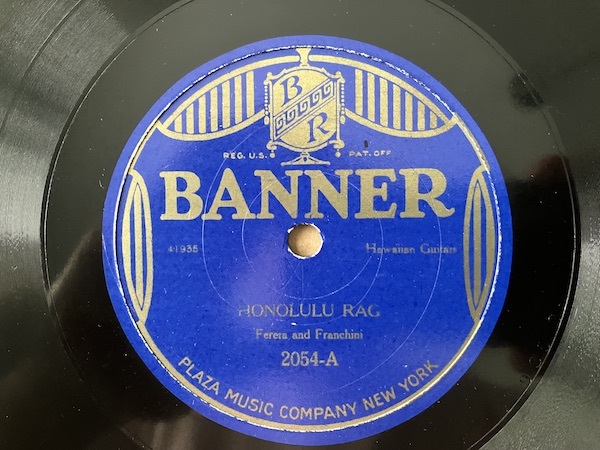 B
R
REG. U.S. PAT. OFF
BANNER
41935 Hawaiian Guitars
HONOLULU RAG
Ferera and Franchini
2054-A
PLAZA MUSIC COMPANY NEW YORK